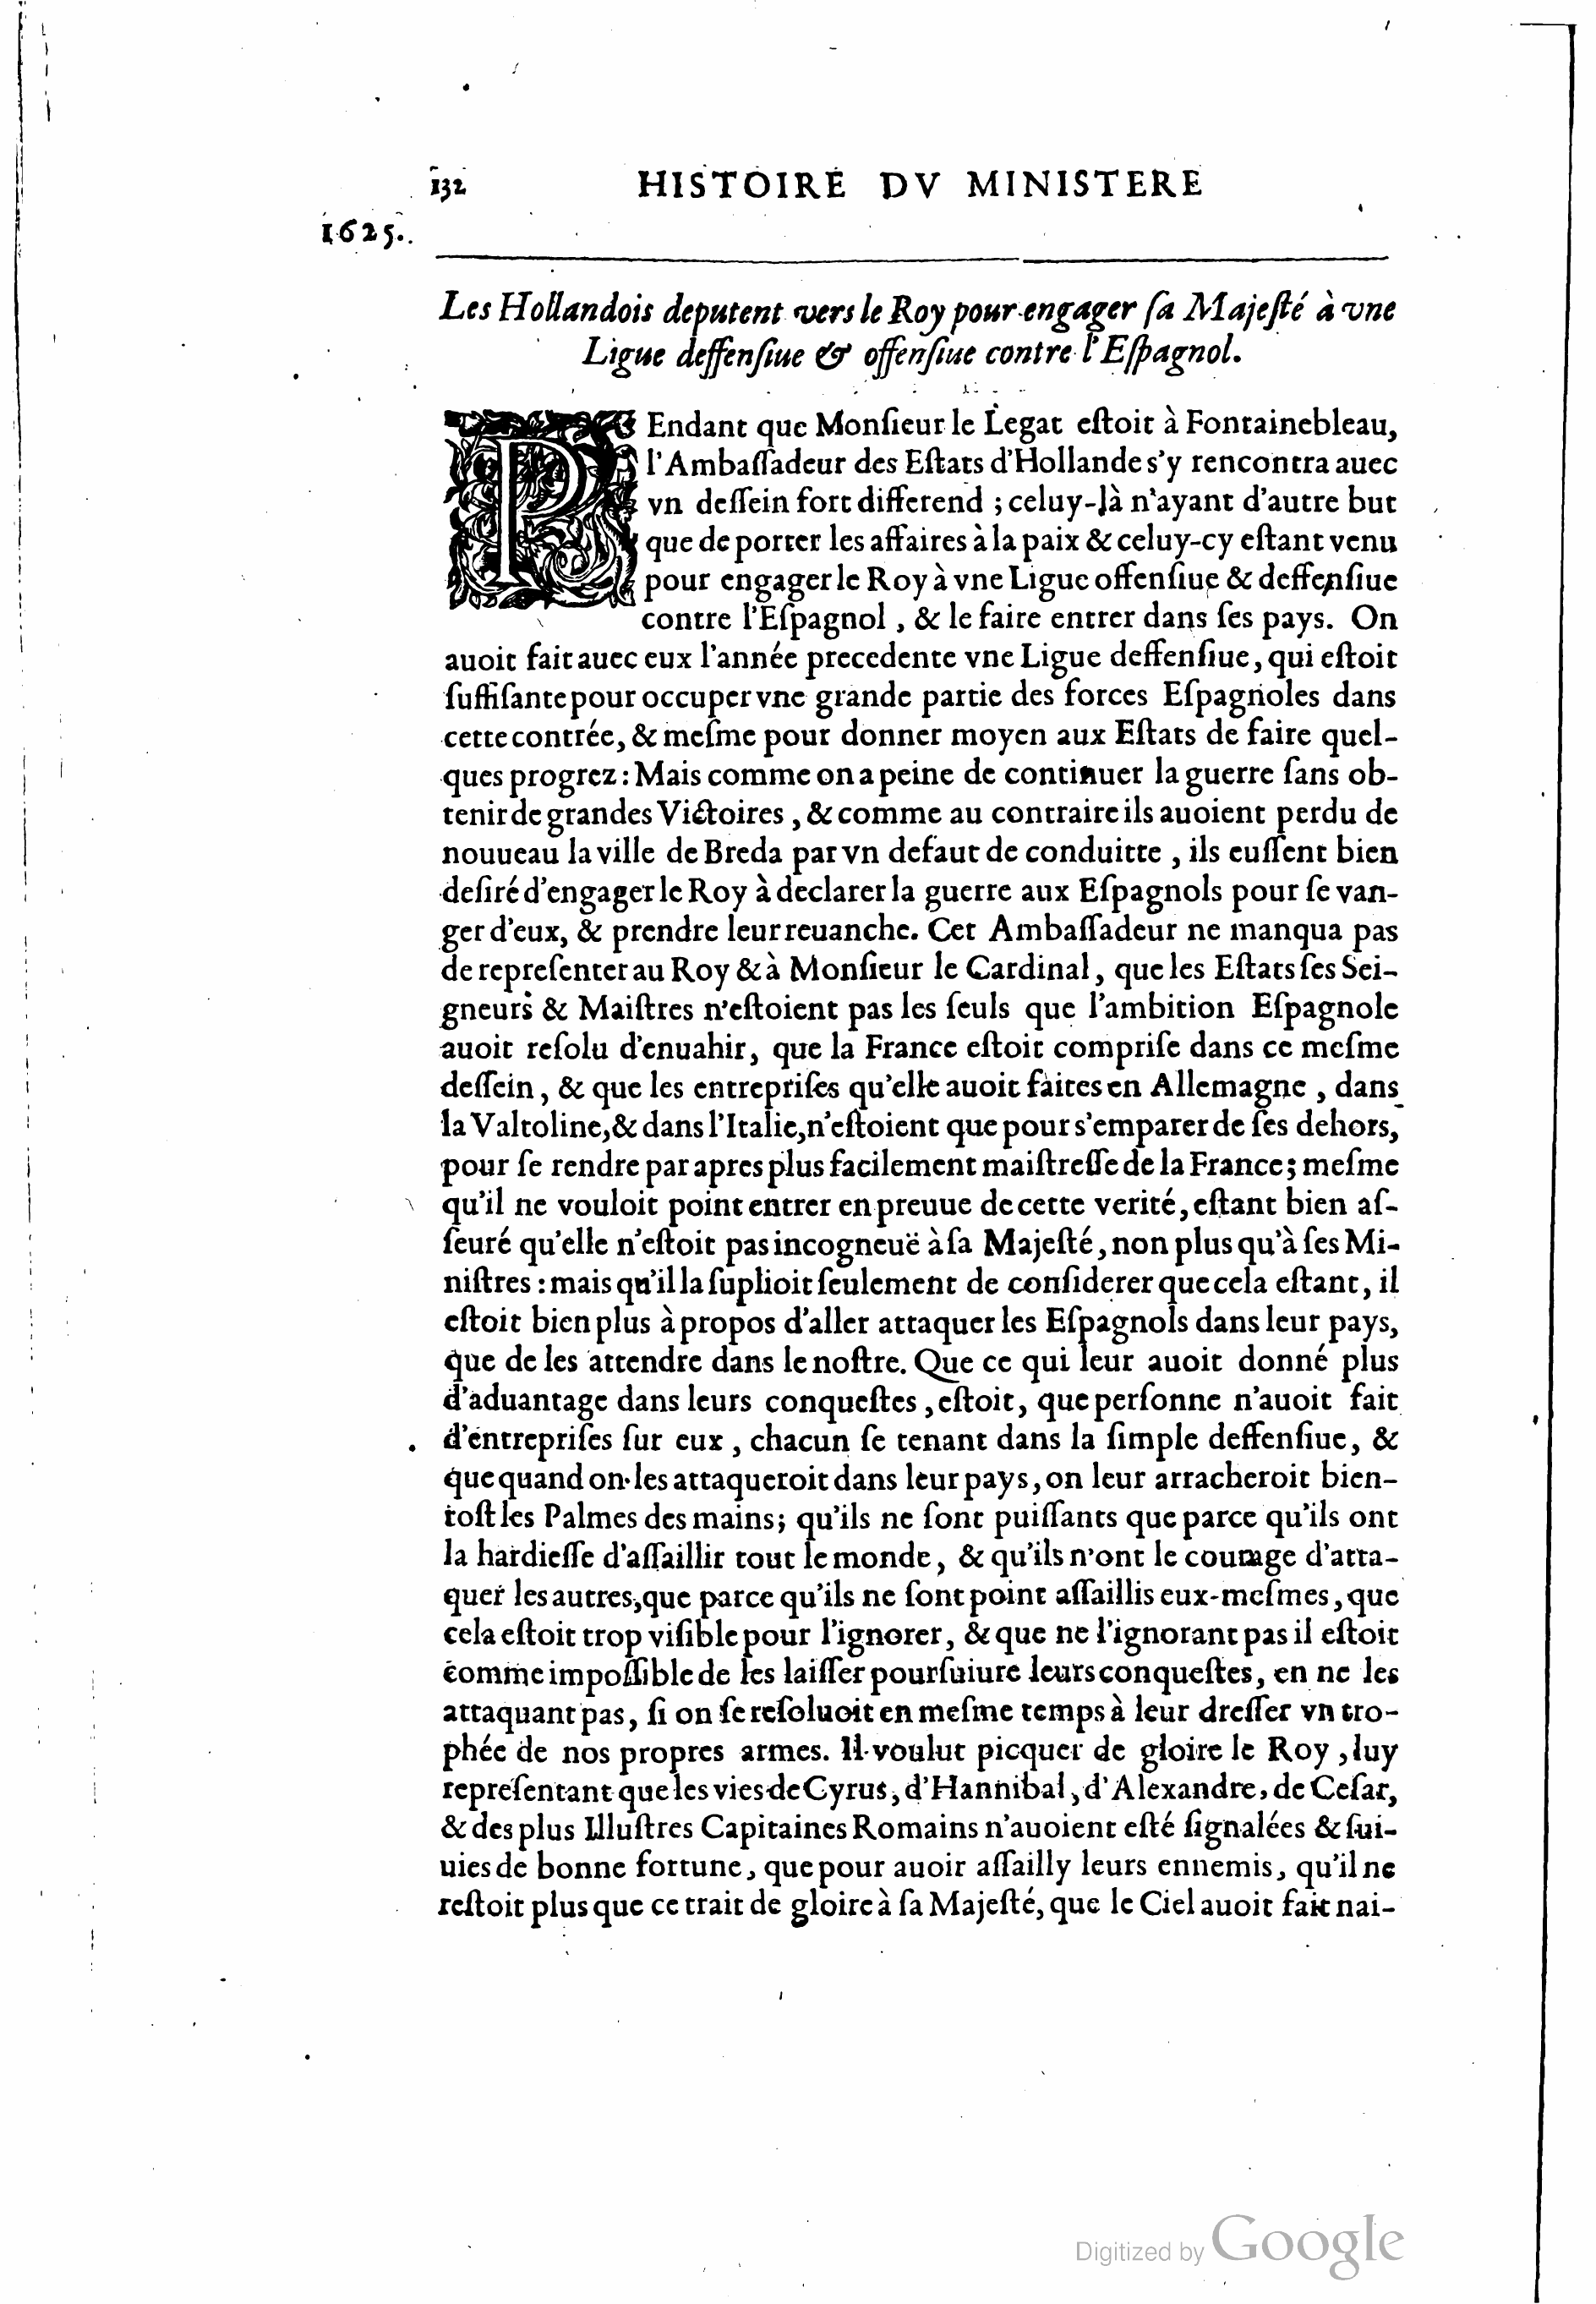 132 HISTOIRE DV MINISTERE
1625.
Les Hollandois deputent vers le Roy pour engager ſa Majeſté à vne
Ligue deffenſiue & offenſiue contre l'Eſpagnol.
PEndant que Monſieur le Legat eſtoit à Fontainebleau,
l'Ambaſſadeur des Eſtats d'Hollande s'y rencontra auec
vn deſſein fort differend ; celuy-là n'ayant d'autre but
que de porter les affaires à la paix & celuy-cy eſtant venu
pour engager le Roy à vne Ligue offenſiue & deffenſiue
contre l'Eſpagnol , & le faire entrer dans ſes pays. On
auoit fait auec eux l'année precedente vne Ligue deffenſiue, qui eſtoit
ſuffiſante pour occuper vne grande partie des forces Eſpagnoles dans
cette contrée, & meſme pour donner moyen aux Eſtats de faire quel-
ques progrez : Mais comme on a peine de continuer la guerre ſans ob-
tenir de grandes Victoires , & comme au contraire ils auoient perdu de
nouueau la ville de Breda par vn defaut de conduitte , ils euſſent bien
deſiré d'engager le Roy à declarer la guerre aux Eſpagnols pour ſe van-
ger d'eux, & prendre leur reuanche. Cet Ambaſſadeur ne manqua pas
de repreſenter au Roy & à Monſieur le Cardinal, que les Eſtats ſes Sei-
gneurs & Maiſtres n'eſtoient pas les ſeuls que l'ambition Eſpagnole
auoit reſolu d'enuahir, que la France eſtoit compriſe dans ce meſme
deſſein, & que les entrepriſes qu'elle auoit faites en Allemagne , dans
la Valtoline, & dans l'Italie, n'eſtoient que pour s'emparer de ſes dehors,
pour ſe rendre par apres plus facilement maiſtreſſe de la France; meſme
qu'il ne vouloit point entrer en preuue de cette verité, eſtant bien aſ-
ſeuré qu'elle n'eſtoit pas incogneuë à ſa Majeſté, non plus qu'à ſes Mi-
niſtres : mais qu'il la ſuplioit ſeulement de conſiderer que cela eſtant, il
eſtoit bien plus à propos d'aller attaquer les Eſpagnols dans leur pays,
que de les attendre dans le noſtre. Que ce qui leur auoit donné plus
d'aduantage dans leurs conqueſtes , eſtoit, que perſonne n'auoit fait
d'entrepriſes ſur eux , chacun ſe tenant dans la ſimple deffenſiue, &
que quand on les attaqueroit dans leur pays, on leur arracheroit bien-
toſt les Palmes des mains; qu'ils ne ſont puiſſants que parce qu'ils ont
la hardieſſe d'aſſaillir tout le monde, & qu'ils n'ont le courage d'atta-
quer les autres, que parce qu'ils ne ſont point aſſaillis eux-meſmes, que
cela eſtoit trop viſible pour l'ignorer, & que ne l'ignorant pas il eſtoit
comme impoſſible de les laiſſer pourſuiure leurs conqueſtes, en ne les
attaquant pas, ſi on ſe reſoluoit en meſme temps à leur dreſſer vn tro-
phée de nos propres armes. Il voulut picquer de gloire le Roy , luy
repreſentant que les vies de Cyrus, d'Hannibal, d'Alexandre, de Ceſar,
& des plus Illuſtres Capitaines Romains n'auoient eſté ſignalées & ſui-
uies de bonne fortune, que pour auoir aſſailly leurs ennemis, qu'il ne
reſtoit plus que ce trait de gloire à ſa Majeſté, que le Ciel auoit fait nai-
Digitized by Google